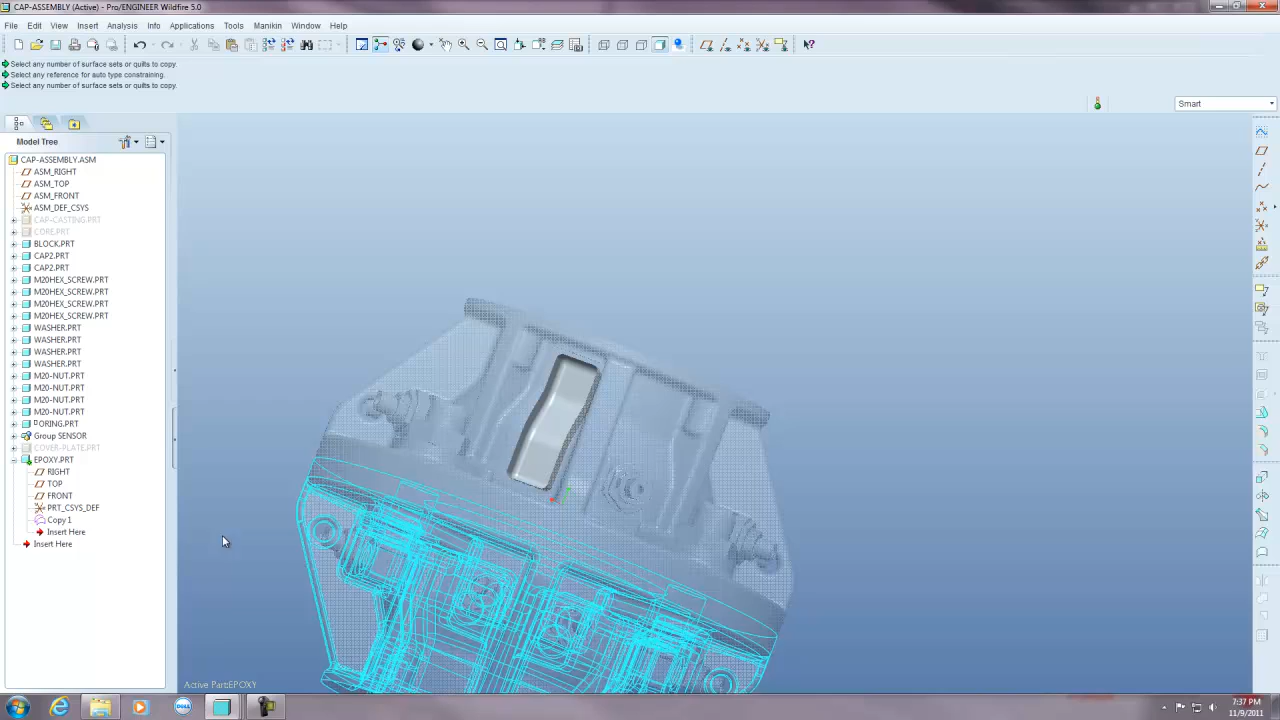 CAP-ASSEMBLY (Active) - Pro/ENGINEER Wildfire 5.0
File Edit View Insert Analysis Info Applications Tools Manikin Window Help
Select any number of surface sets or quilts to copy.
Select any reference for auto type constraining.
Select any number of surface sets or quilts to copy.
Smart
Model Tree
CAP-ASSEMBLY.ASM
ASM_RIGHT
ASM_TOP
ASM_FRONT
ASM_DEF_CSYS
CAP-CASTING.PRT
CORE.PRT
BLOCK.PRT
CAP2.PRT
CAP2.PRT
M20HEX_SCREW.PRT
M20HEX_SCREW.PRT
M20HEX_SCREW.PRT
M20HEX_SCREW.PRT
WASHER.PRT
WASHER.PRT
WASHER.PRT
WASHER.PRT
M20-NUT.PRT
M20-NUT.PRT
M20-NUT.PRT
M20-NUT.PRT
ORING.PRT
Group SENSOR
COVER-PLATE.PRT
EPOXY.PRT
RIGHT
TOP
FRONT
PRT_CSYS_DEF
Copy 1
Insert Here
Insert Here
Active Part:EPOXY
7:37 PM
11/9/2011